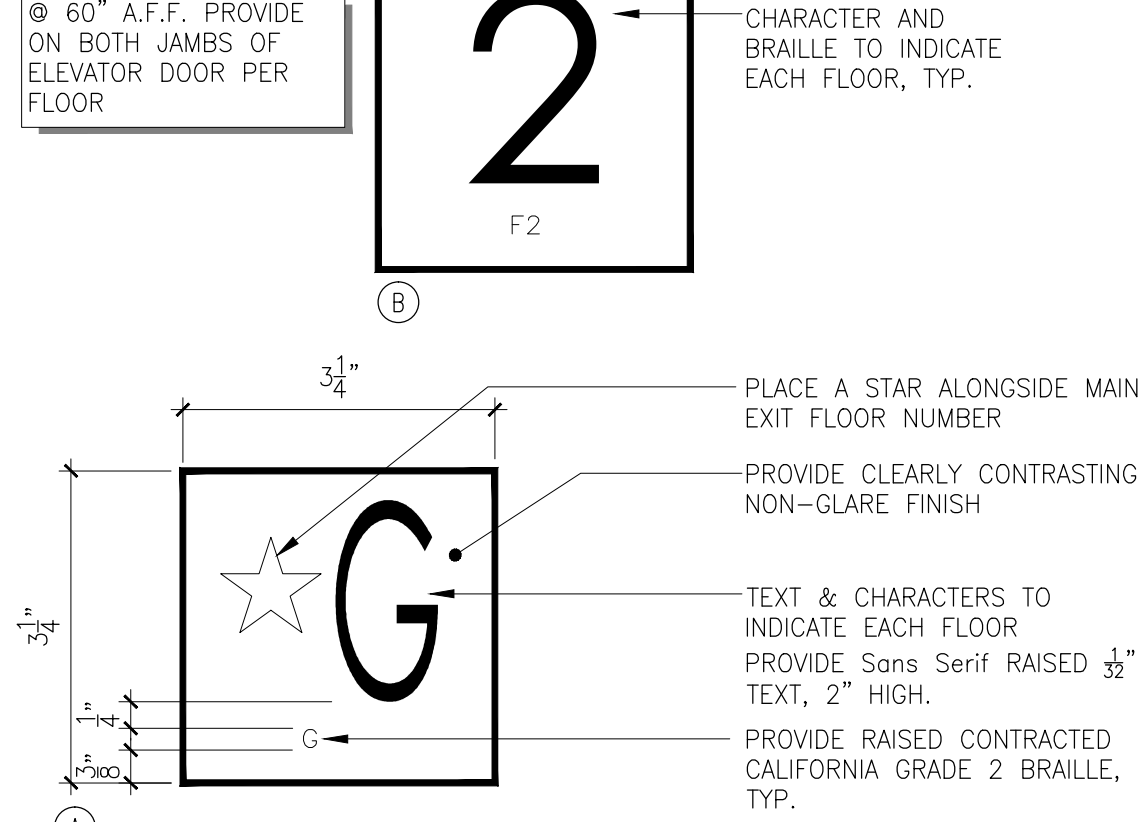 @ 60” A.F.F. PROVIDE
ON BOTH JAMBS OF
ELEVATOR DOOR PER
FLOOR
2
F2
B
CHARACTER AND
BRAILLE TO INDICATE
EACH FLOOR, TYP.
3 1/4”
PLACE A STAR ALONGSIDE MAIN
EXIT FLOOR NUMBER
PROVIDE CLEARLY CONTRASTING
NON-GLARE FINISH
G
TEXT & CHARACTERS TO
INDICATE EACH FLOOR
PROVIDE Sans Serif RAISED 1/32”
TEXT, 2” HIGH.
3 1/4”
1/4”
3/8”
G
PROVIDE RAISED CONTRACTED
CALIFORNIA GRADE 2 BRAILLE,
TYP.